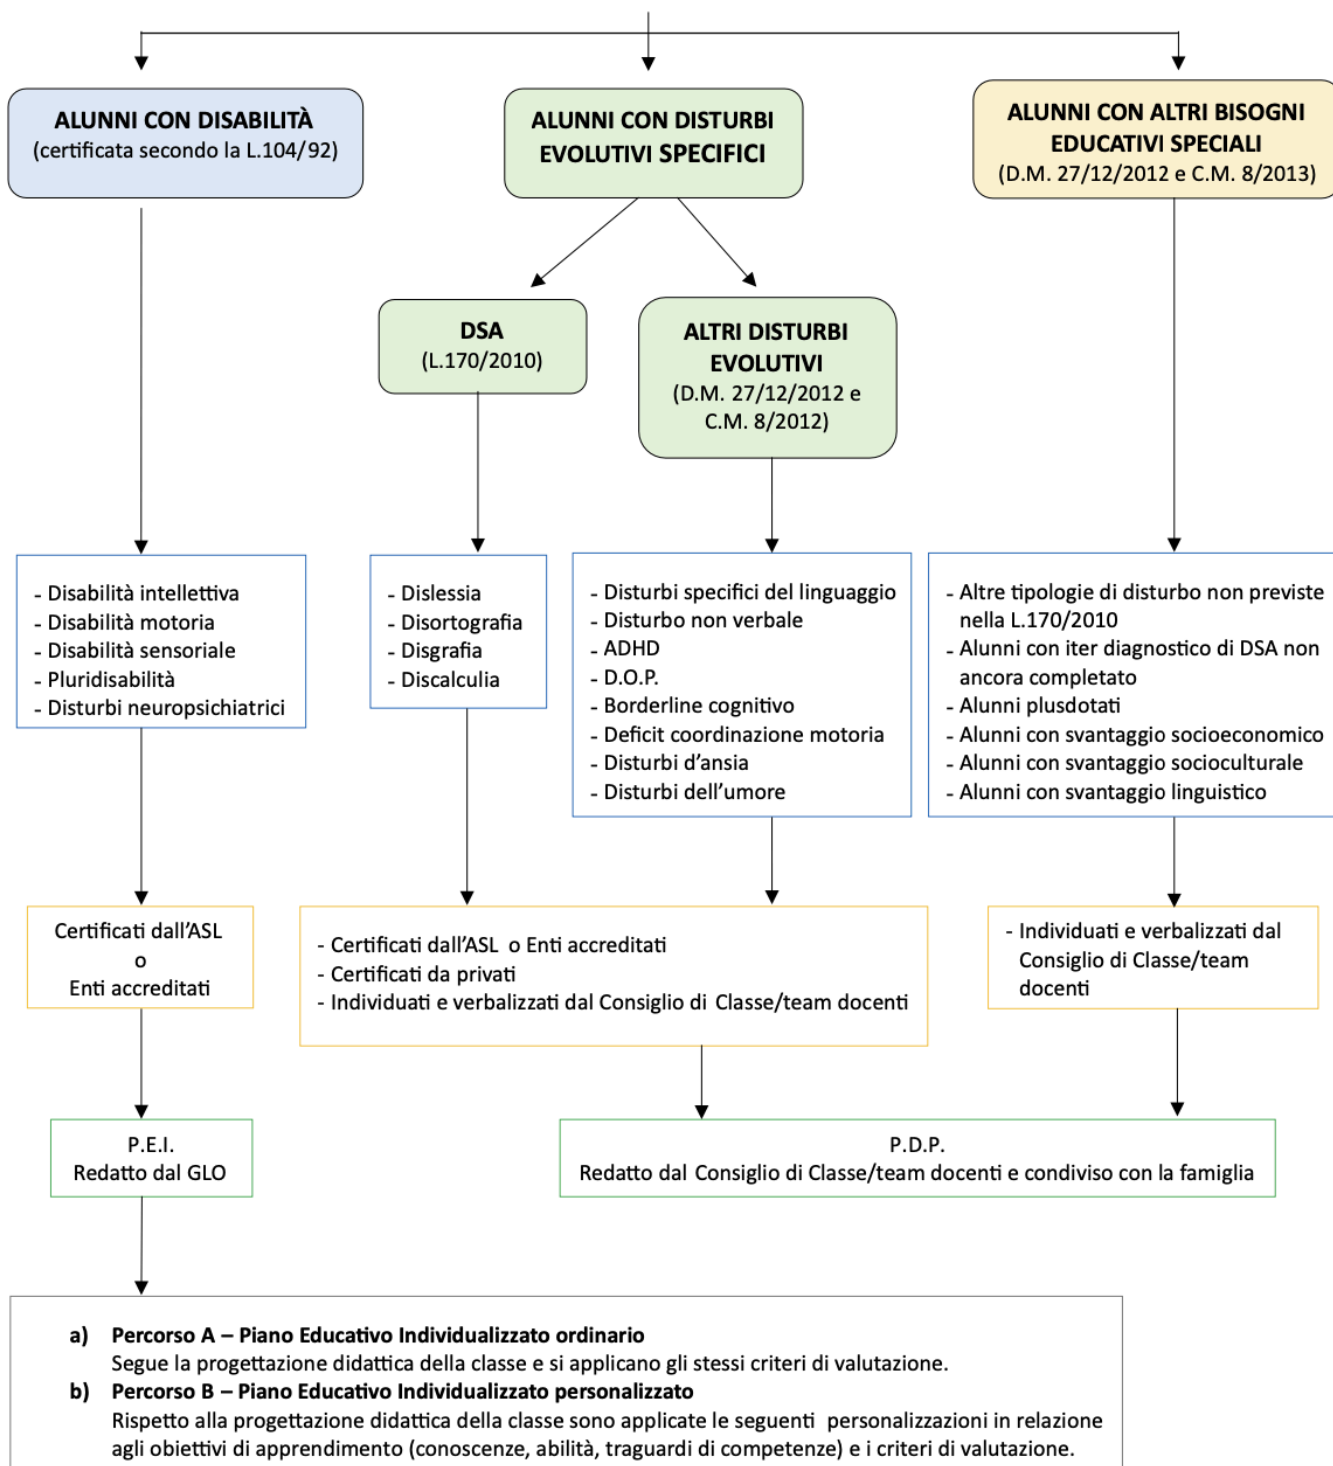 ALUNNI CON DISABILITÀ
(certificata secondo la L.104/92)
ALUNNI CON DISTURBI
EVOLUTIVI SPECIFICI
ALUNNI CON ALTRI BISOGNI
EDUCATIVI SPECIALI
(D.M. 27/12/2012 e C.M. 8/2013)
DSA
(L.170/2010)
ALTRI DISTURBI
EVOLUTIVI
(D.M. 27/12/2012 e
C.M. 8/2012)
- Disabilità intellettiva
- Disabilità motoria
- Disabilità sensoriale
- Pluridisabilità
- Disturbi neuropsichiatrici
- Dislessia
- Disortografia
- Disgrafia
- Discalculia
- Disturbi specifici del linguaggio
- Disturbo non verbale
- ADHD
- D.O.P.
- Borderline cognitivo
- Deficit coordinazione motoria
- Disturbi d'ansia
- Disturbi dell'umore
- Altre tipologie di disturbo non previste
nella L.170/2010
- Alunni con iter diagnostico di DSA non
ancora completato
- Alunni plusdotati
- Alunni con svantaggio socioeconomico
- Alunni con svantaggio socioculturale
- Alunni con svantaggio linguistico
Certificati dall'ASL
o
Enti accreditati
- Certificati dall'ASL o Enti accreditati
- Certificati da privati
- Individuati e verbalizzati dal Consiglio di Classe/team docenti
- Individuati e verbalizzati dal
Consiglio di Classe/team
docenti
P.E.I.
Redatto dal GLO
P.D.P.
Redatto dal Consiglio di Classe/team docenti e condiviso con la famiglia
a) Percorso A – Piano Educativo Individualizzato ordinario
Segue la progettazione didattica della classe e si applicano gli stessi criteri di valutazione.
b) Percorso B – Piano Educativo Individualizzato personalizzato
Rispetto alla progettazione didattica della classe sono applicate le seguenti personalizzazioni in relazione
agli obiettivi di apprendimento (conoscenze, abilità, traguardi di competenze) e i criteri di valutazione.